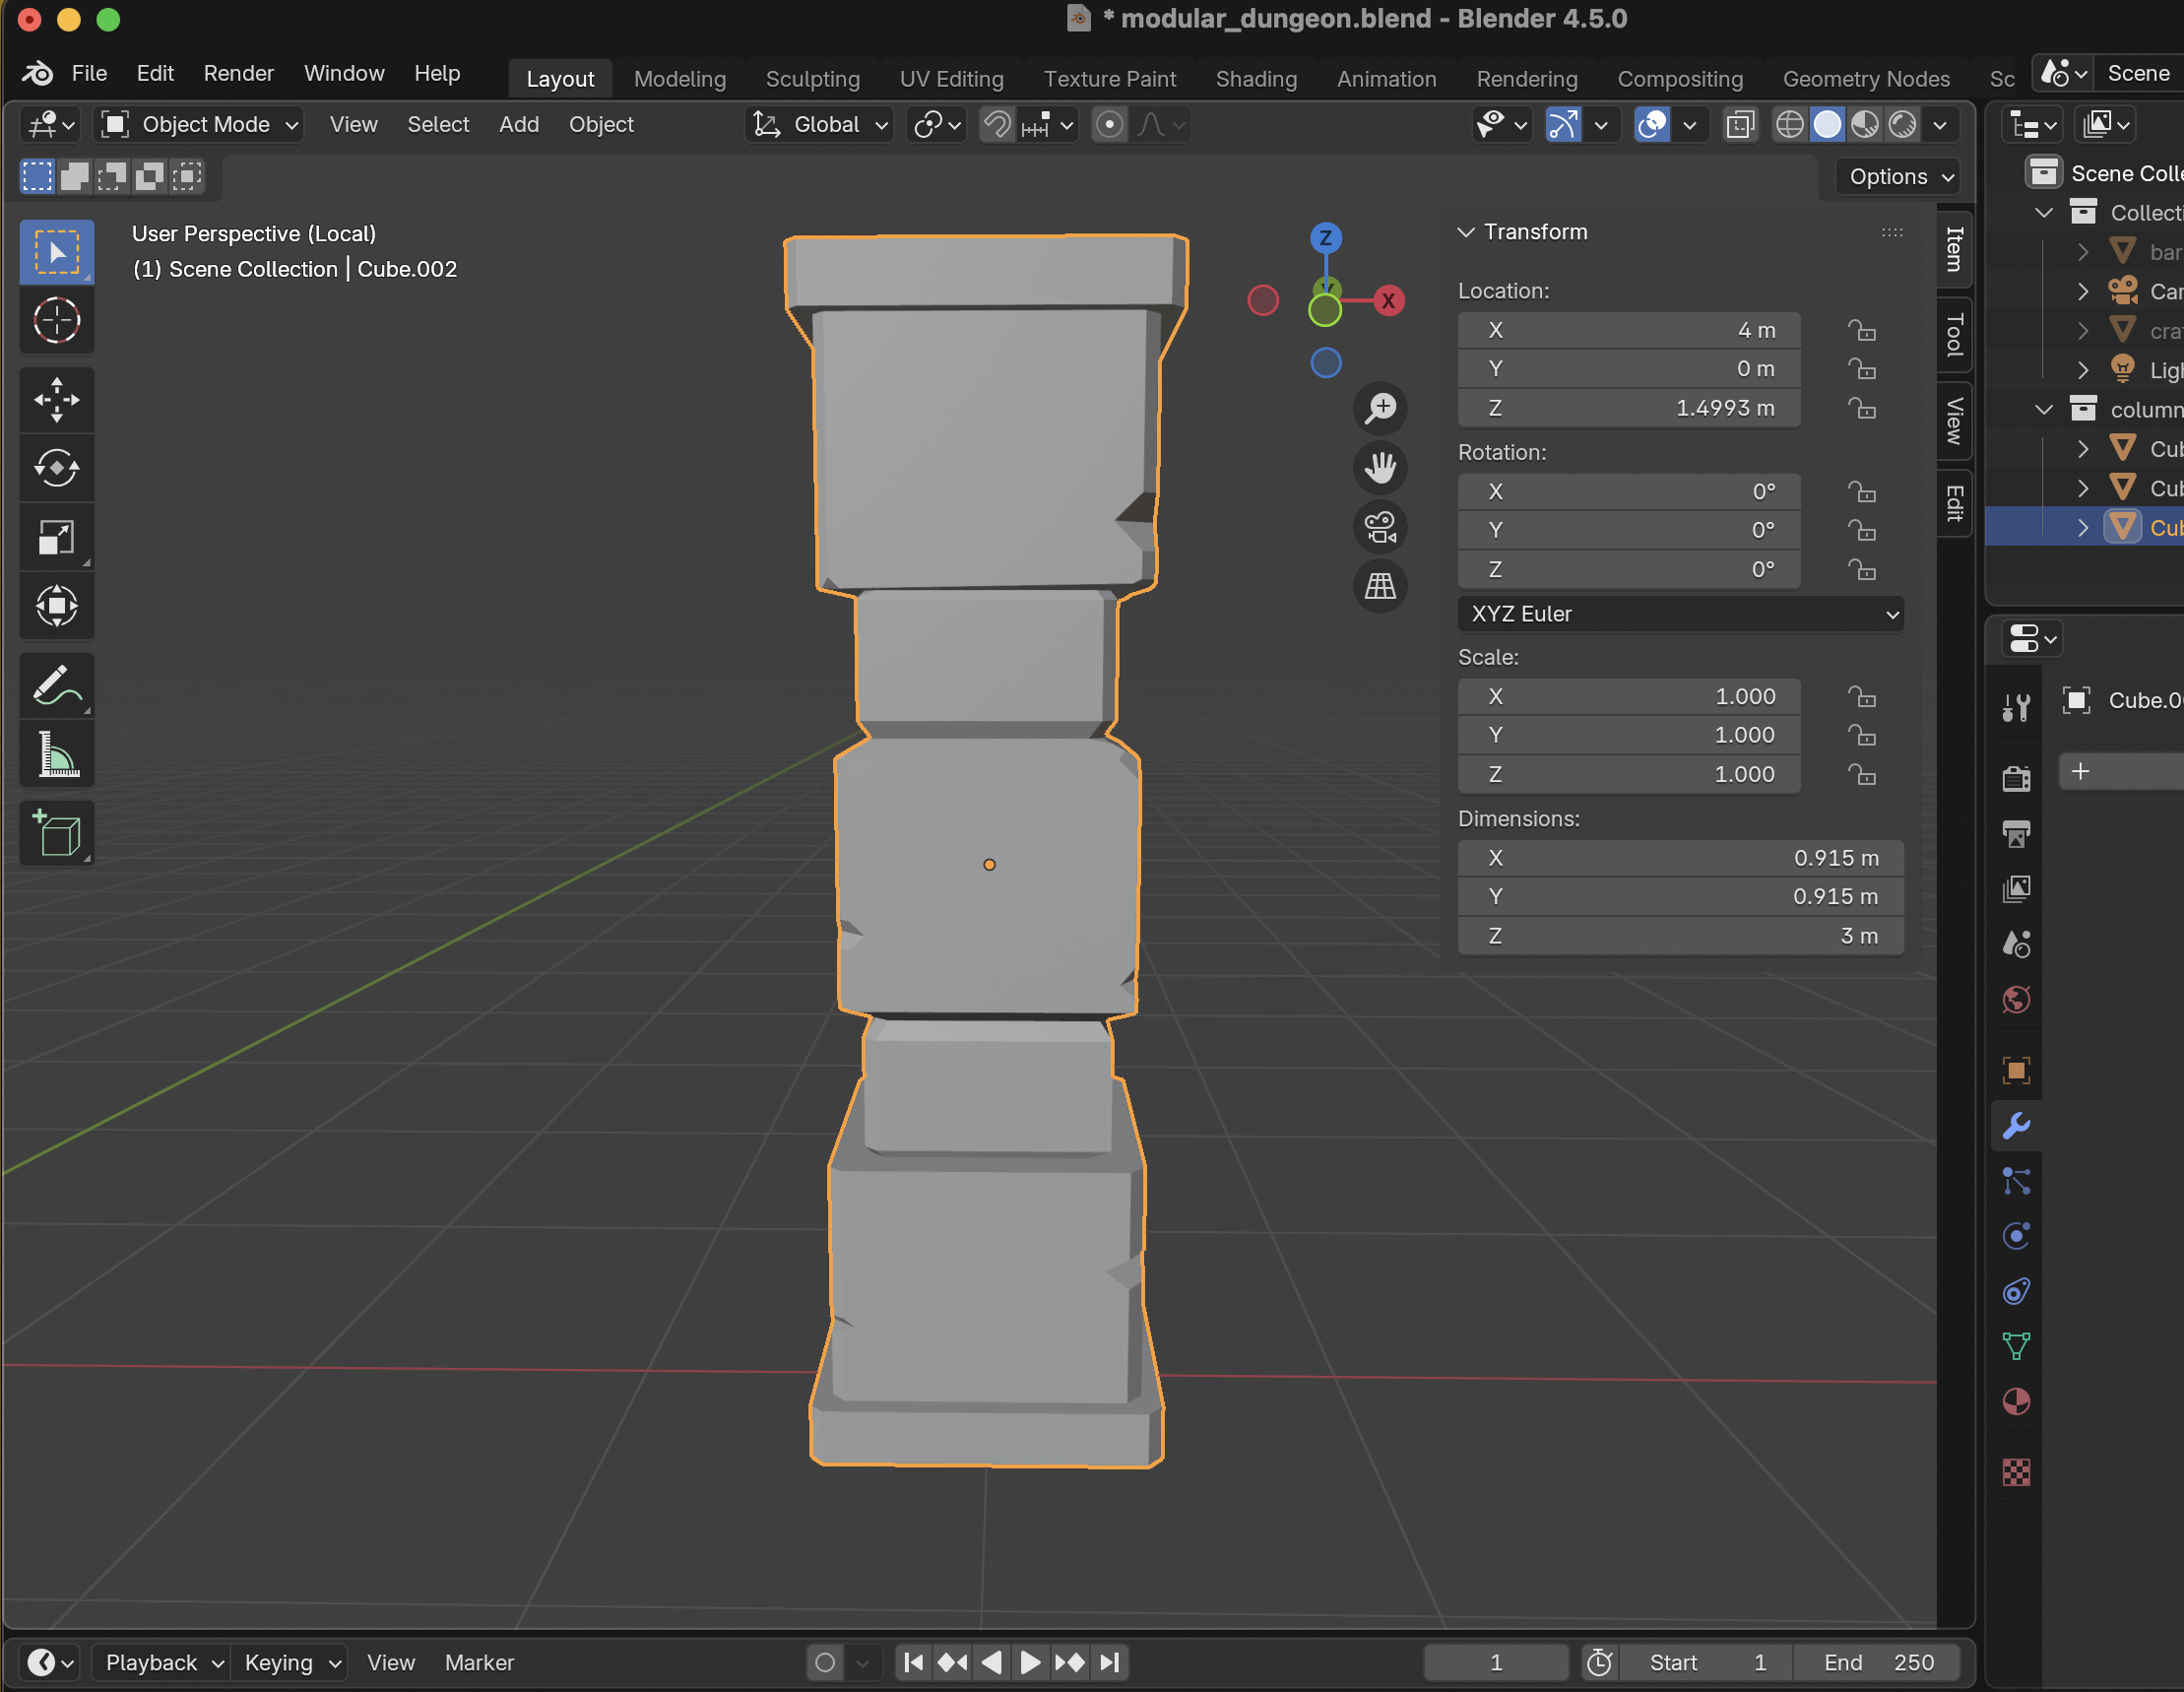 * modular_dungeon.blend - Blender 4.5.0
File Edit Render Window Help Layout Modeling Sculpting UV Editing Texture Paint Shading Animation Rendering Compositing Geometry Nodes Sc Scene
Object Mode View Select Add Object Global
Options
User Perspective (Local)
(1) Scene Collection | Cube.002
Z
Y
X
Transform
Location:
X 4 m
Y 0 m
Z 1.4993 m
Rotation:
X 0°
Y 0°
Z 0°
XYZ Euler
Scale:
X 1.000
Y 1.000
Z 1.000
Dimensions:
X 0.915 m
Y 0.915 m
Z 3 m
Item
Tool
View
Edit
Scene Colle
Collecti
bar
Car
cra
Ligh
column
Cub
Cub
Cub
Cube.0
Playback Keying View Marker 1 Start 1 End 250